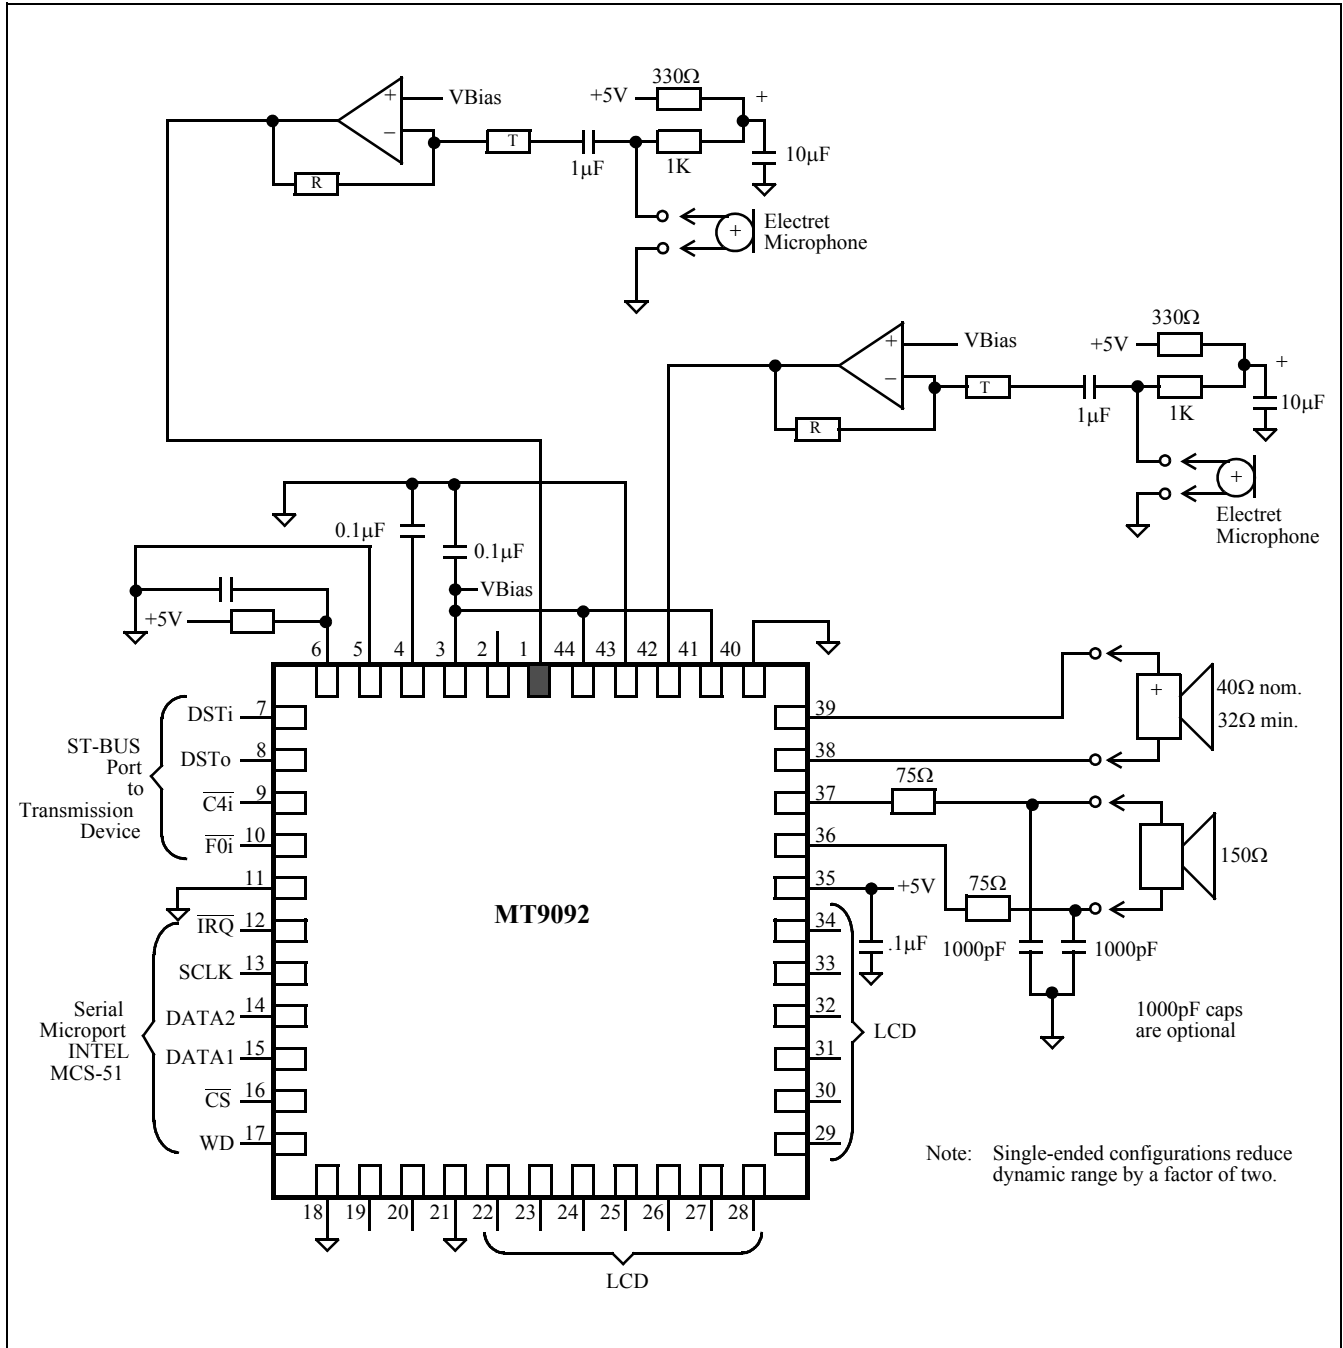 330Ω
+5V
+
+
VBias
−
T
1µF
1K
10µF
R
+
Electret
Microphone
330Ω
+5V
+
+
VBias
−
T
1µF
1K
10µF
R
+
Electret
Microphone
0.1µF
0.1µF
VBias
+5V
6
5
4
3
2
1
44
43
42
41
40
ST-BUS
Port
to
Transmission
Device
DSTi
7
DSTo
8
C4i
9
F0i
10
11
IRQ
12
SCLK
13
DATA2
14
DATA1
15
CS
16
WD
17
Serial
Microport
INTEL
MCS-51
MT9092
39
38
37
36
35
34
33
32
31
30
29
+
40Ω nom.
32Ω min.
75Ω
75Ω
150Ω
+5V
.1µF
1000pF
1000pF
1000pF caps
are optional
LCD
Note: Single-ended configurations reduce
dynamic range by a factor of two.
18
19
20
21
22
23
24
25
26
27
28
LCD